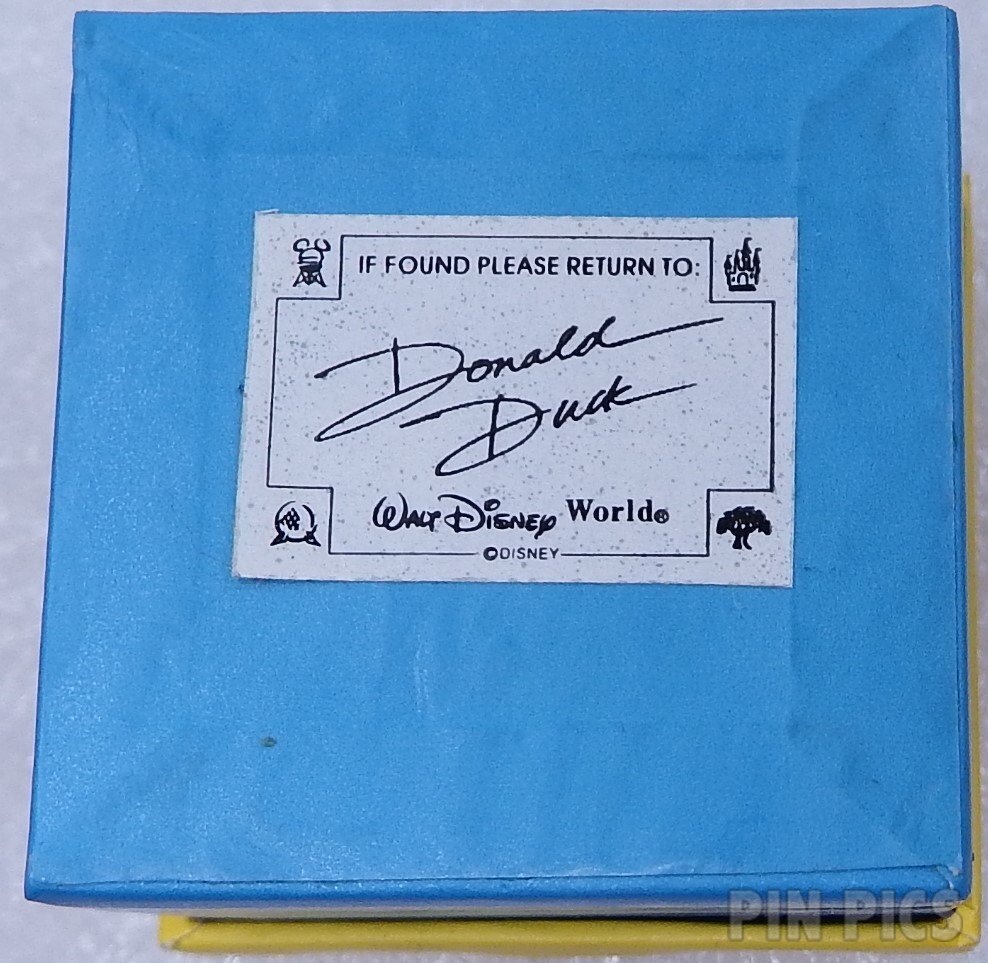 IF FOUND PLEASE RETURN TO:
Donald
Duck
WALT DISNEY World®
©DISNEY
PIN PICS